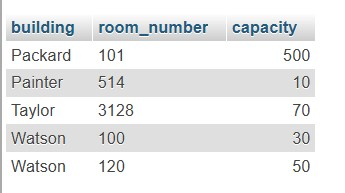 building room_number capacity
Packard 101 500
Painter 514 10
Taylor 3128 70
Watson 100 30
Watson 120 50